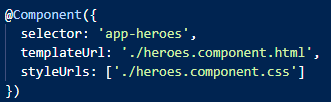 @Component({
  selector: 'app-heroes',
  templateUrl: './heroes.component.html',
  styleUrls: ['./heroes.component.css']
})